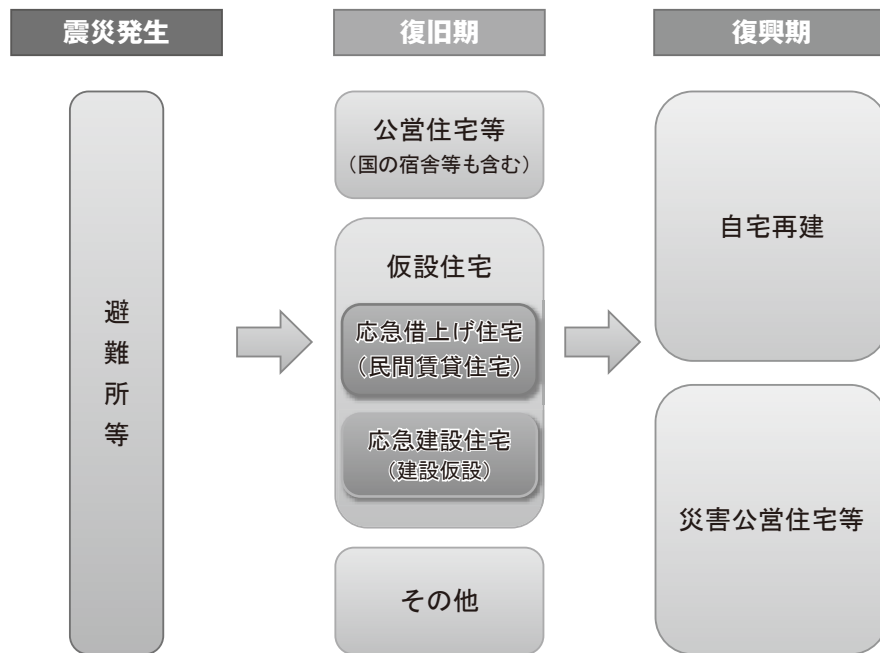 震災発生
避難所等
復旧期
公営住宅等
（国の宿舎等も含む）
仮設住宅
応急借上げ住宅
（民間賃貸住宅）
応急建設住宅
（建設仮設）
その他
復興期
自宅再建
災害公営住宅等